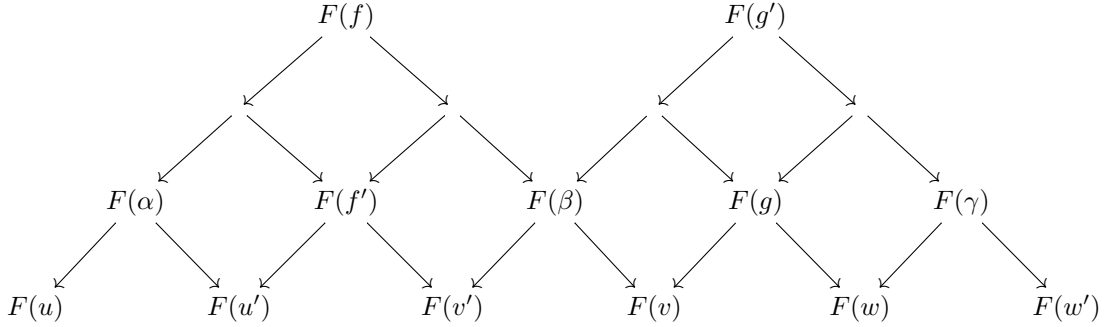 F(f) F(g′)
F(α) F(f′) F(β) F(g) F(γ)
F(u) F(u′) F(v′) F(v) F(w) F(w′)